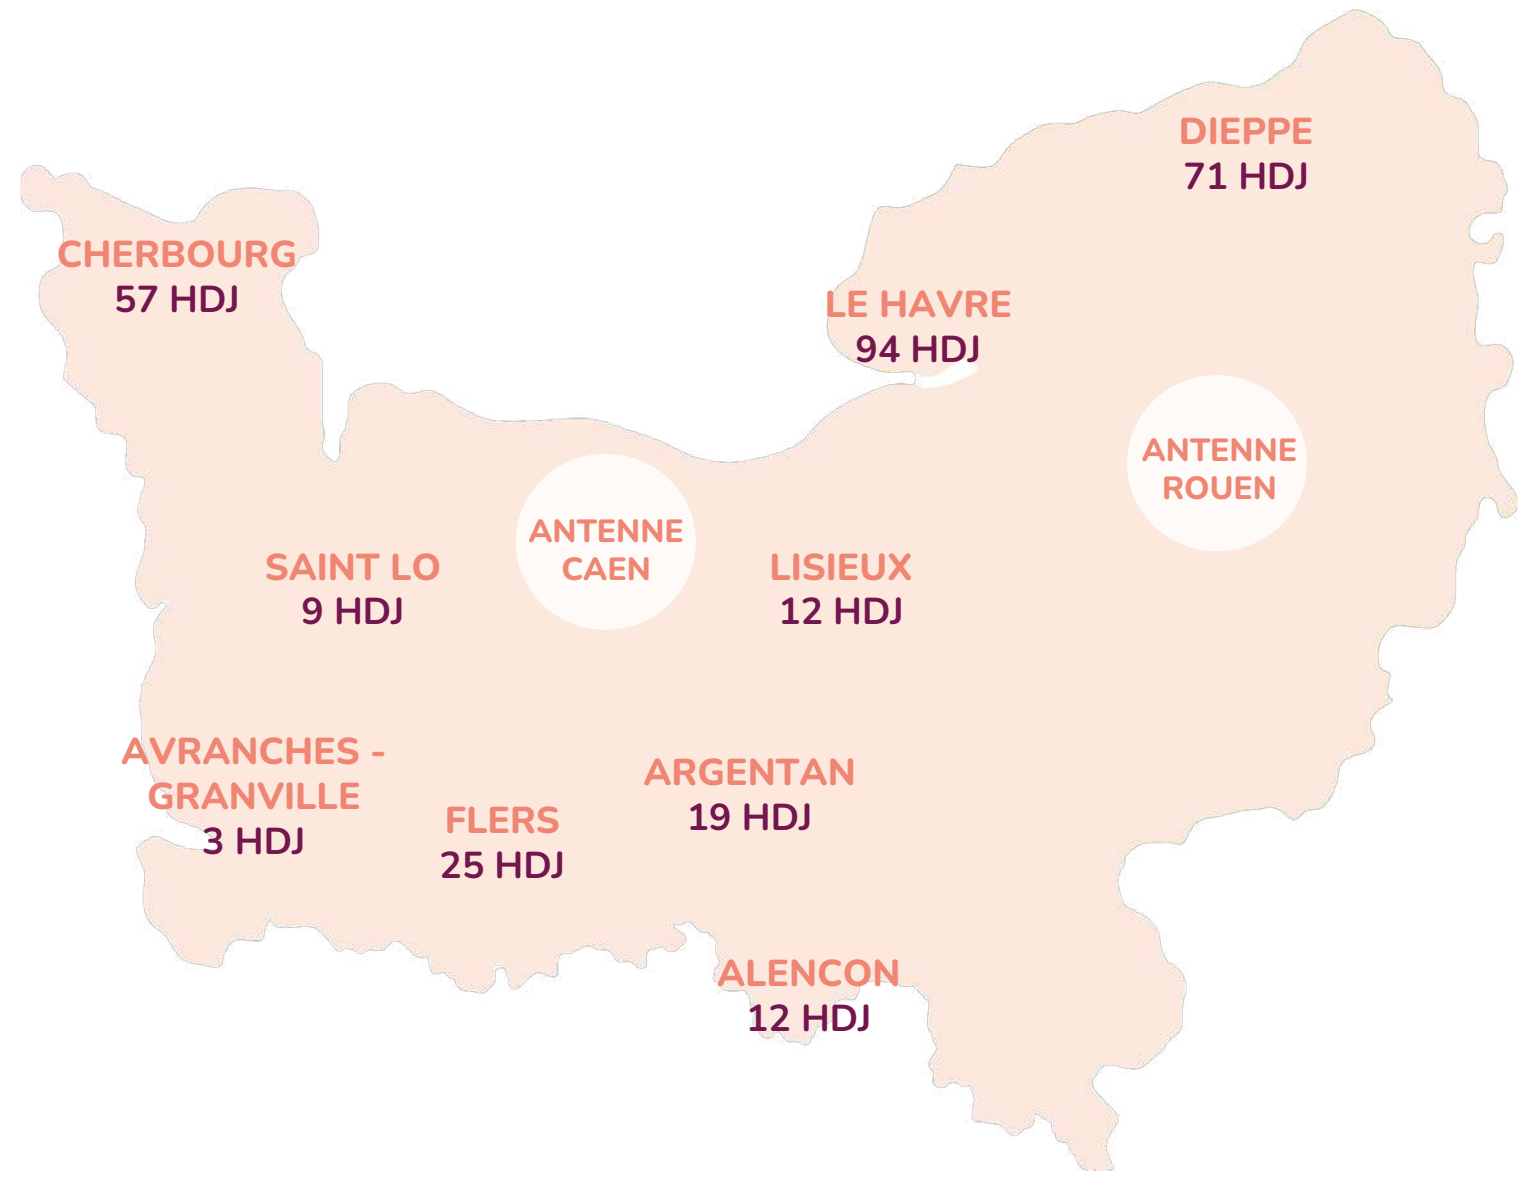 DIEPPE
71 HDJ
CHERBOURG
57 HDJ
LE HAVRE
94 HDJ
ANTENNE
ROUEN
ANTENNE
CAEN
SAINT LO
9 HDJ
LISIEUX
12 HDJ
AVRANCHES -
GRANVILLE
3 HDJ
ARGENTAN
19 HDJ
FLERS
25 HDJ
ALENCON
12 HDJ